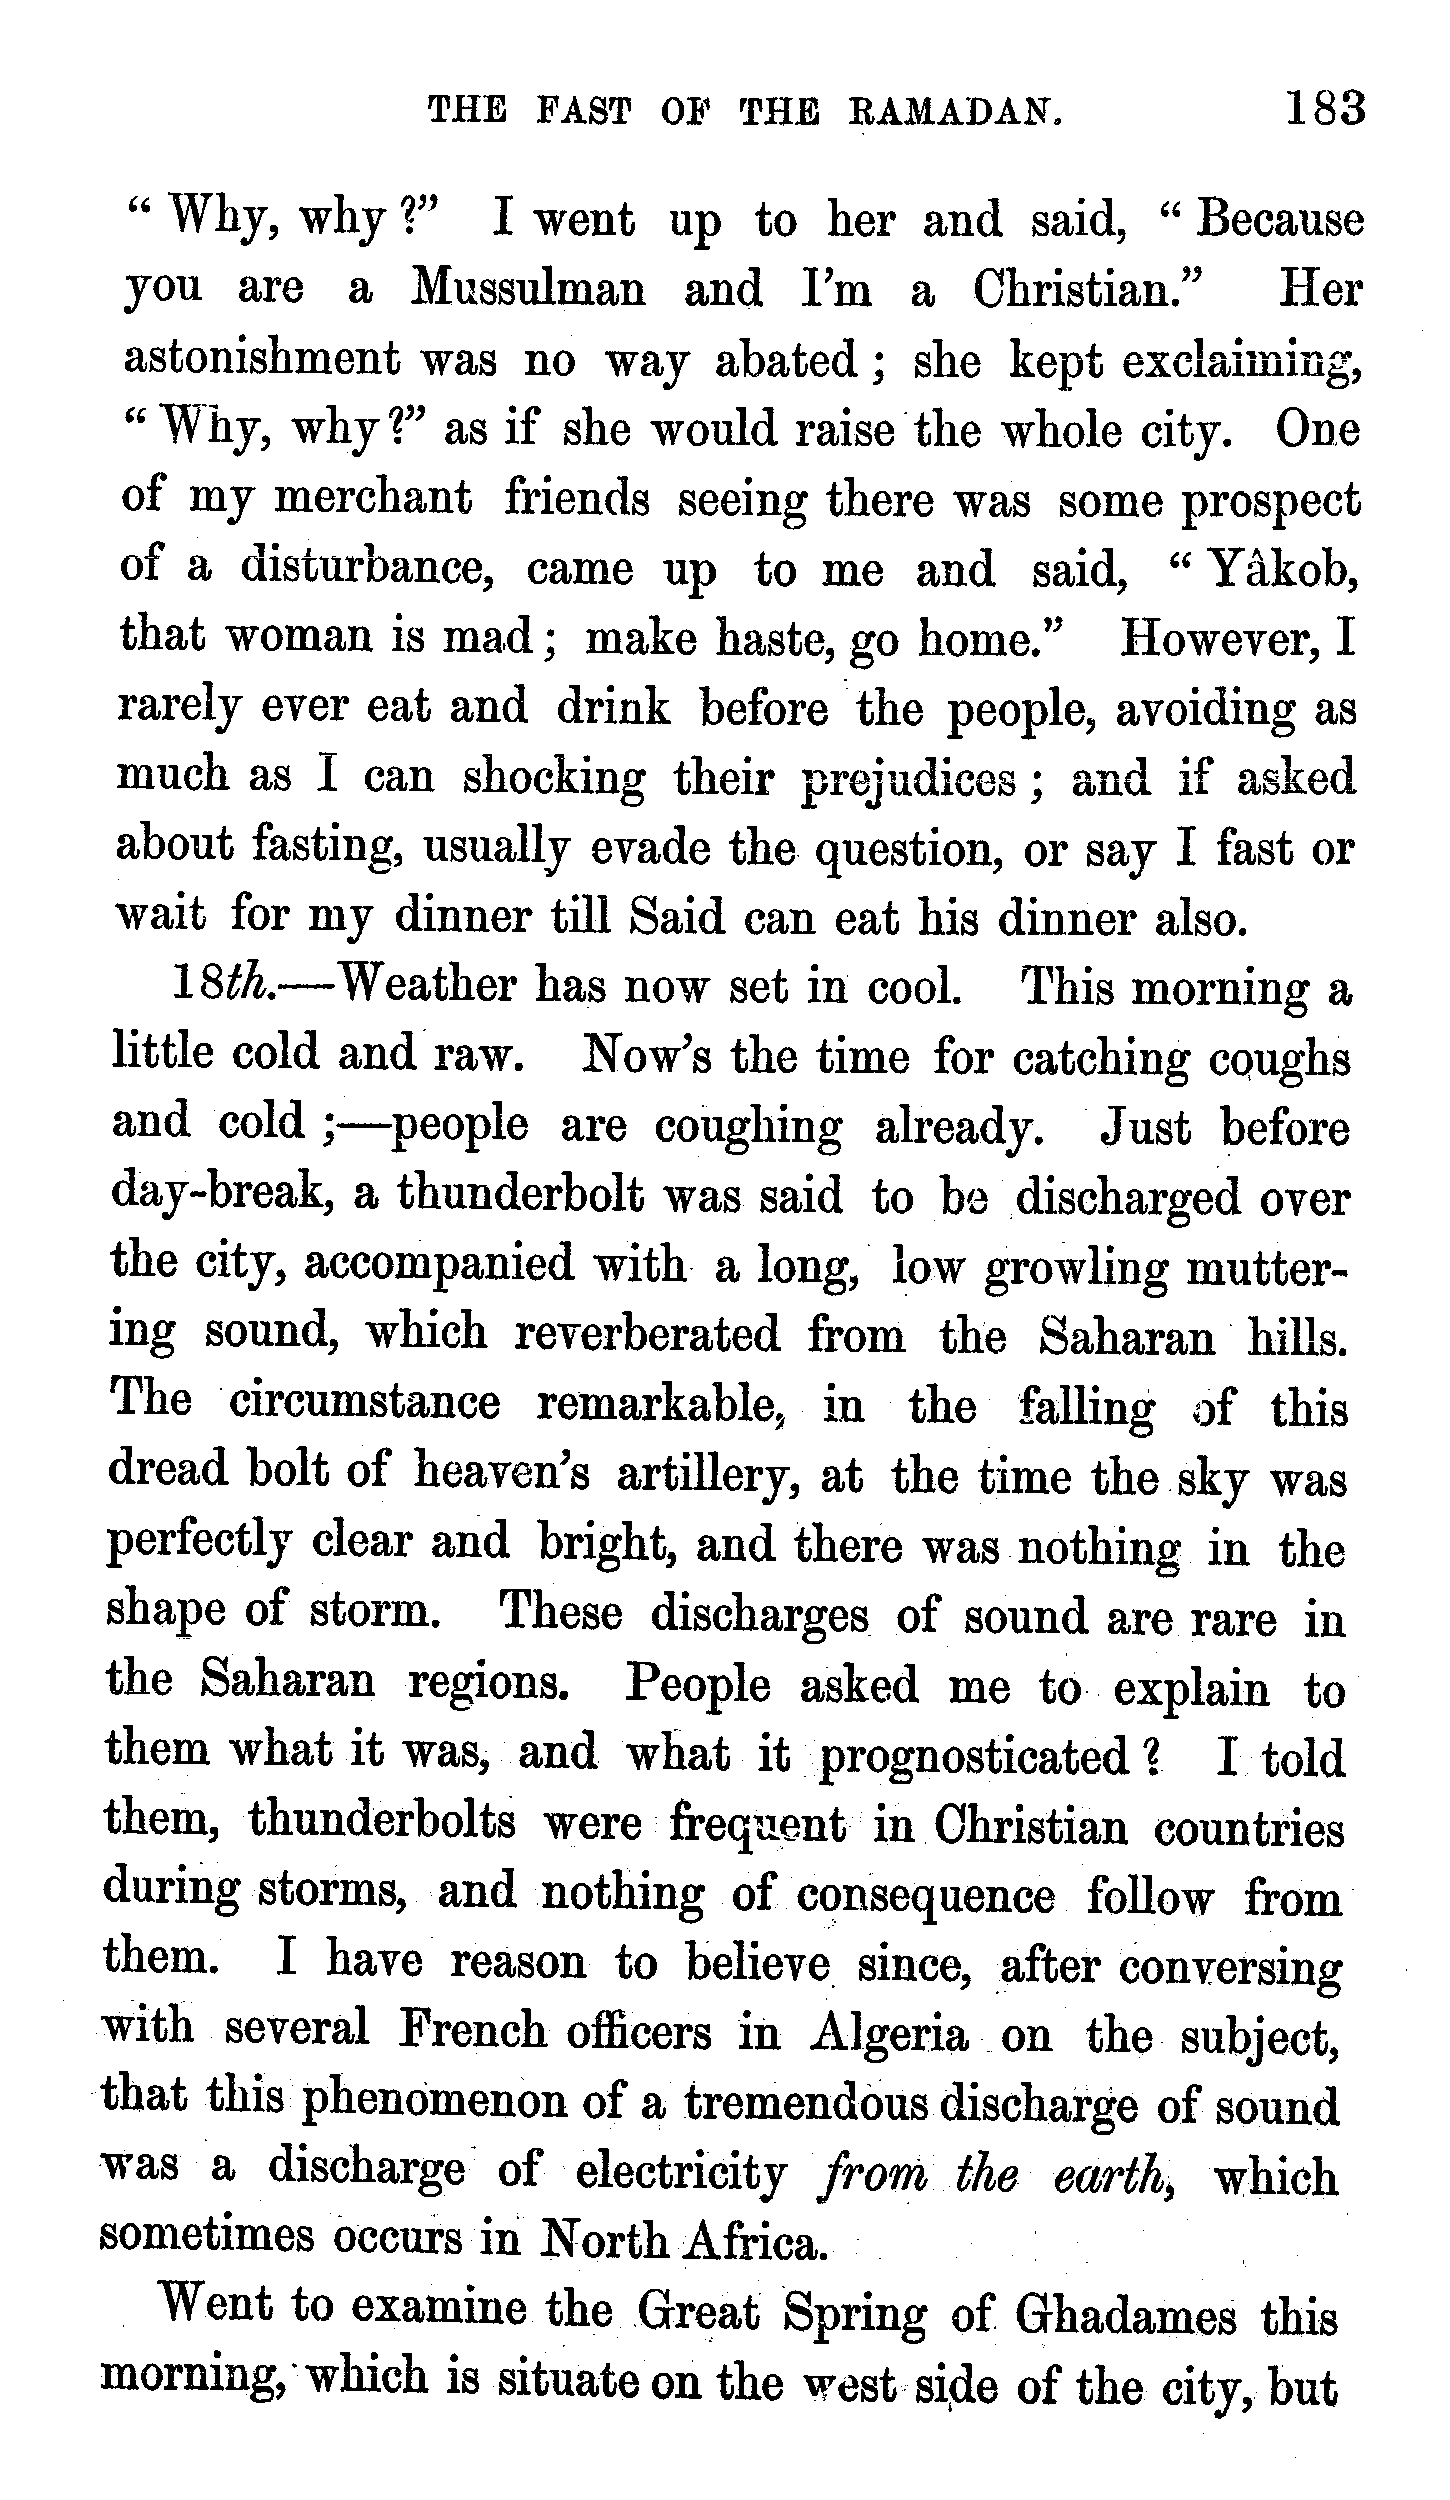 THE FAST OF THE RAMADAN. 183
“ Why, why ?” I went up to her and said, “ Because
you are a Mussulman and I’m a Christian.” Her
astonishment was no way abated ; she kept exclaiming,
“ Why, why ?” as if she would raise the whole city. One
of my merchant friends seeing there was some prospect
of a disturbance, came up to me and said, “ Yâkob,
that woman is mad ; make haste, go home.” However, I
rarely ever eat and drink before the people, avoiding as
much as I can shocking their prejudices ; and if asked
about fasting, usually evade the question, or say I fast or
wait for my dinner till Said can eat his dinner also.
18th.—Weather has now set in cool. This morning a
little cold and raw. Now’s the time for catching coughs
and cold ;—people are coughing already. Just before
day-break, a thunderbolt was said to be discharged over
the city, accompanied with a long, low growling mutter-
ing sound, which reverberated from the Saharan hills.
The circumstance remarkable, in the falling of this
dread bolt of heaven’s artillery, at the time the sky was
perfectly clear and bright, and there was nothing in the
shape of storm. These discharges of sound are rare in
the Saharan regions. People asked me to explain to
them what it was, and what it prognosticated ? I told
them, thunderbolts were frequent in Christian countries
during storms, and nothing of consequence follow from
them. I have reason to believe since, after conversing
with several French officers in Algeria on the subject,
that this phenomenon of a tremendous discharge of sound
was a discharge of electricity from the earth, which
sometimes occurs in North Africa.
Went to examine the Great Spring of Ghadames this
morning, which is situate on the west side of the city, but